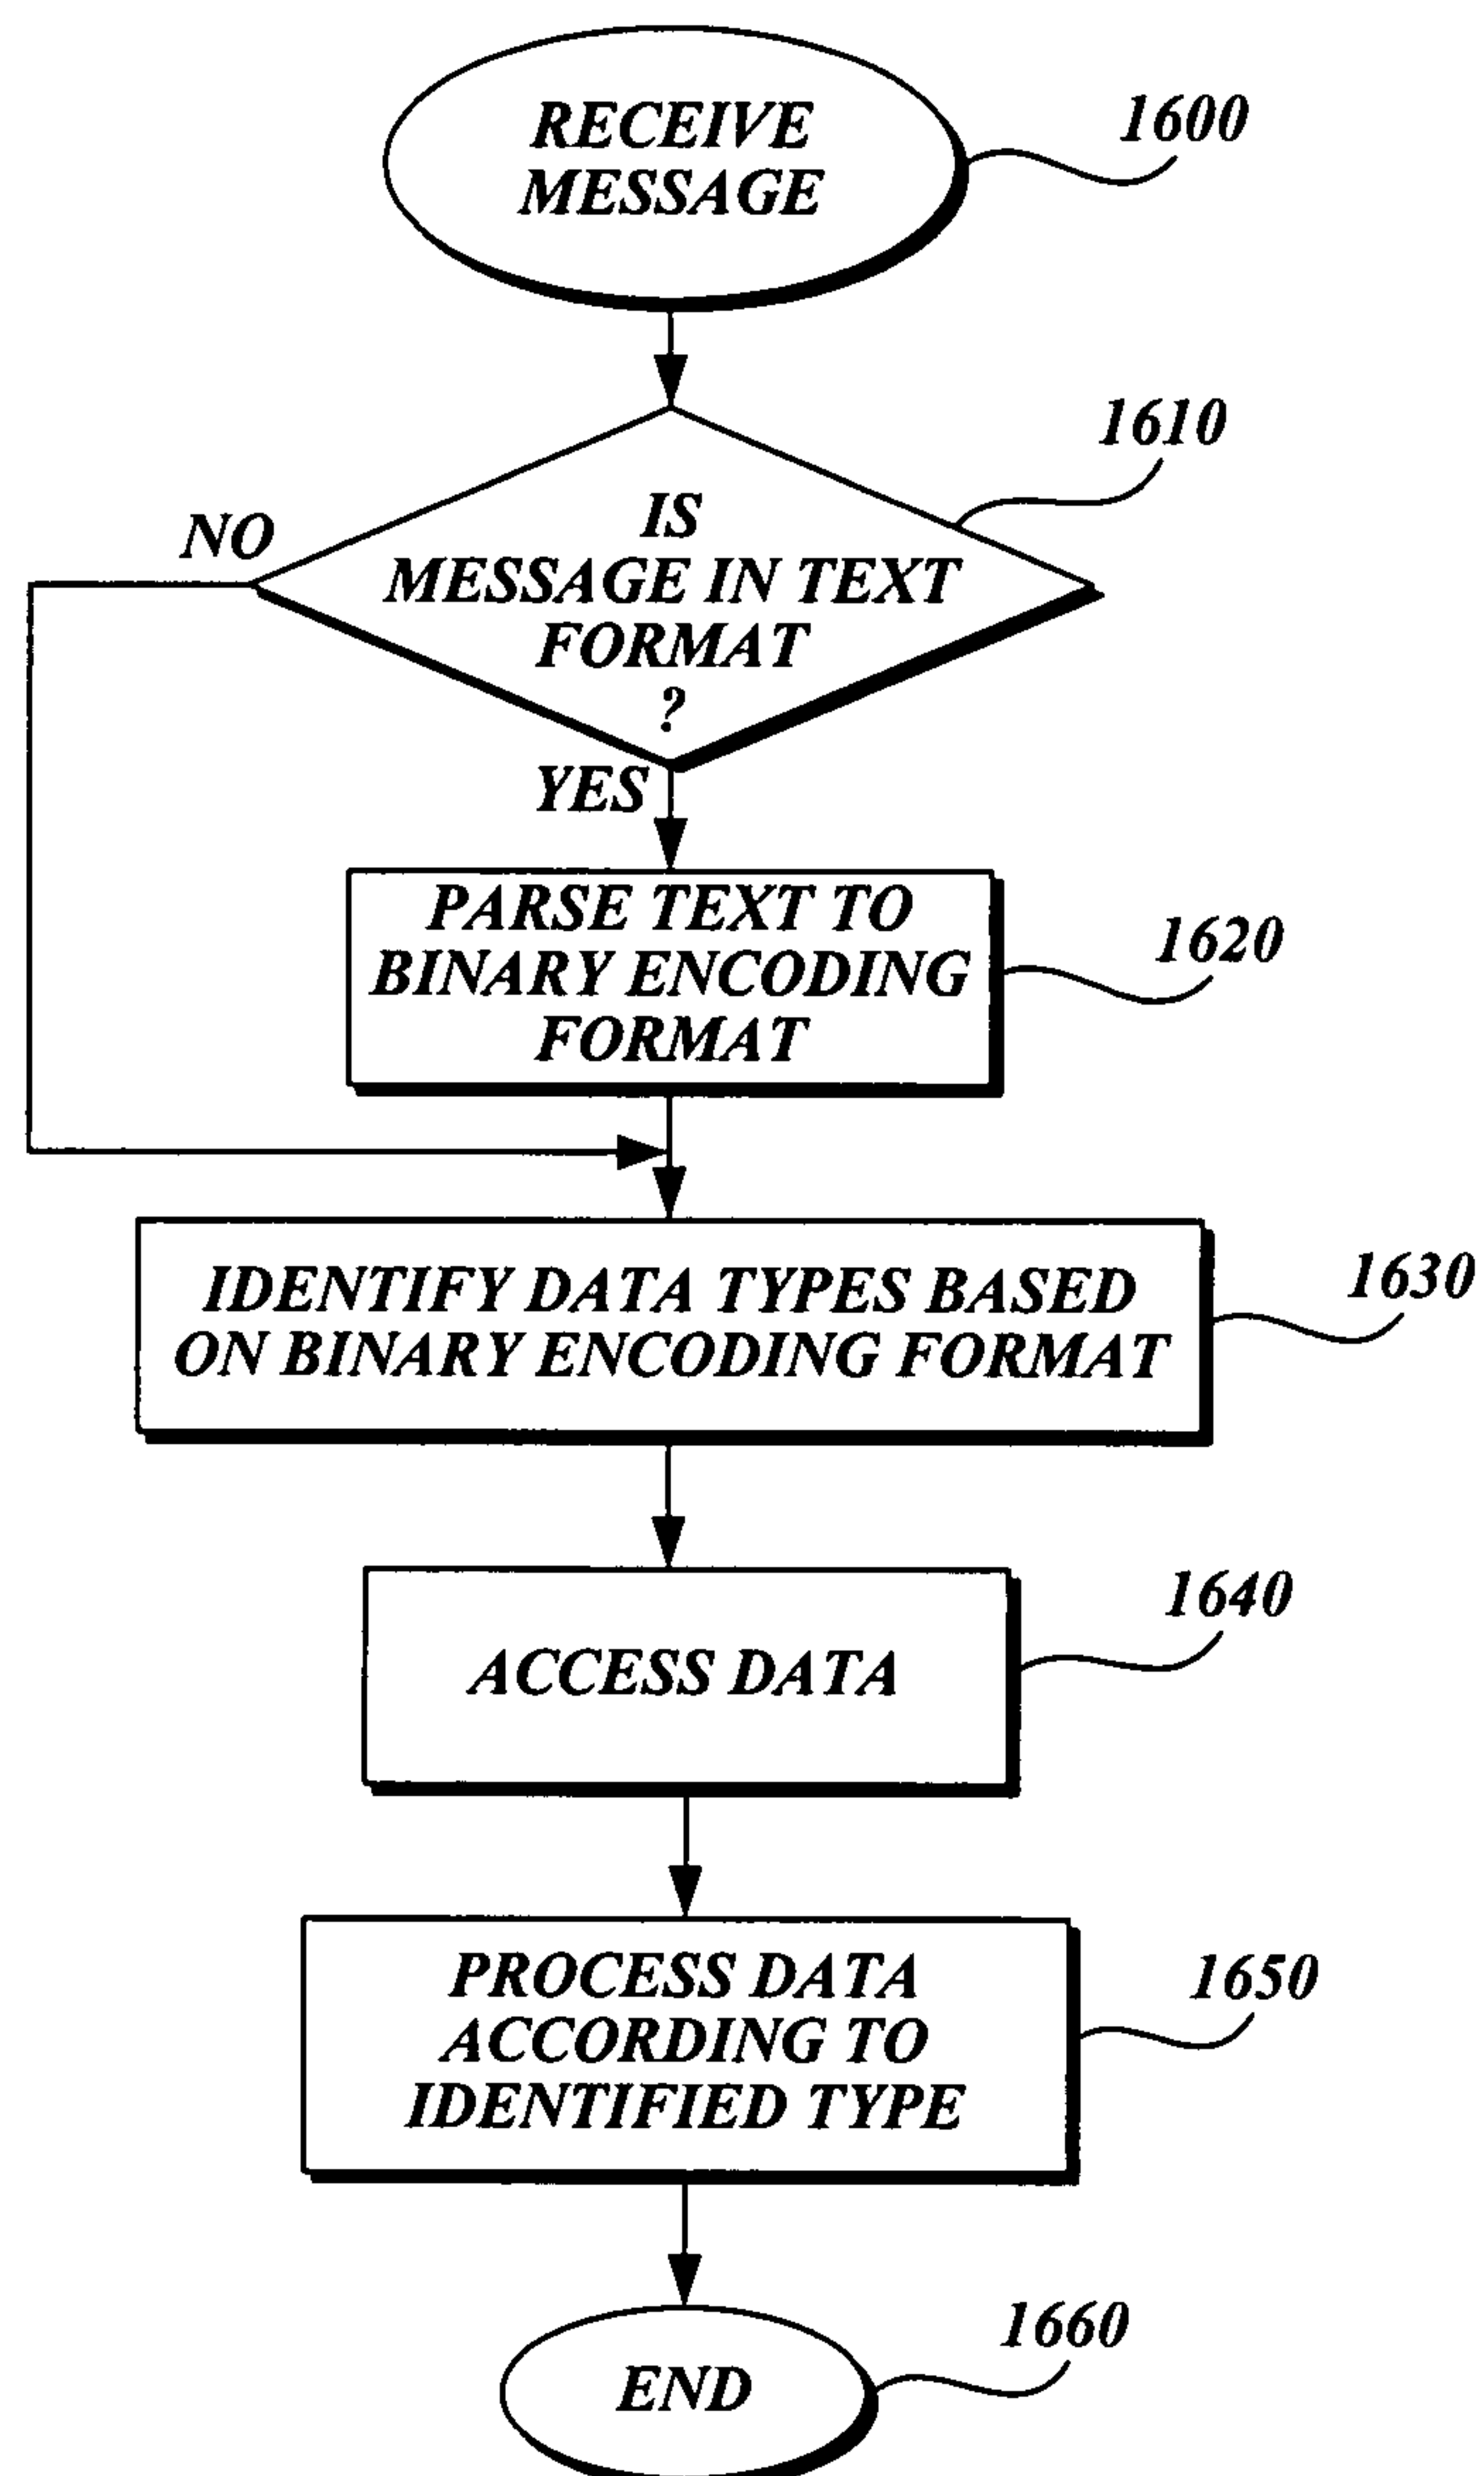 RECEIVE
MESSAGE
1600
1610
IS
MESSAGE IN TEXT
FORMAT
?
NO
YES
PARSE TEXT TO
BINARY ENCODING
FORMAT
1620
IDENTIFY DATA TYPES BASED
ON BINARY ENCODING FORMAT
1630
ACCESS DATA
1640
PROCESS DATA
ACCORDING TO
IDENTIFIED TYPE
1650
END
1660